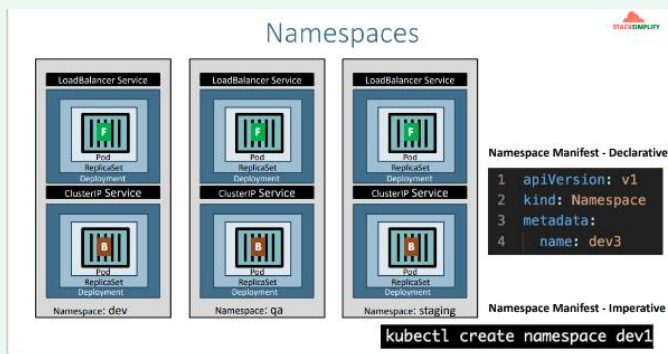 Namespaces
STACKSIMPLIFY
LoadBalancer Service
F
Pod
ReplicaSet
Deployment
ClusterIP Service
B
Pod
ReplicaSet
Deployment
Namespace: dev
LoadBalancer Service
F
Pod
ReplicaSet
Deployment
ClusterIP Service
B
Pod
ReplicaSet
Deployment
Namespace: qa
LoadBalancer Service
F
Pod
ReplicaSet
Deployment
ClusterIP Service
B
Pod
ReplicaSet
Deployment
Namespace: staging
Namespace Manifest - Declarative
1 apiVersion: v1
2 kind: Namespace
3 metadata:
4   name: dev3
Namespace Manifest - Imperative
kubectl create namespace dev1